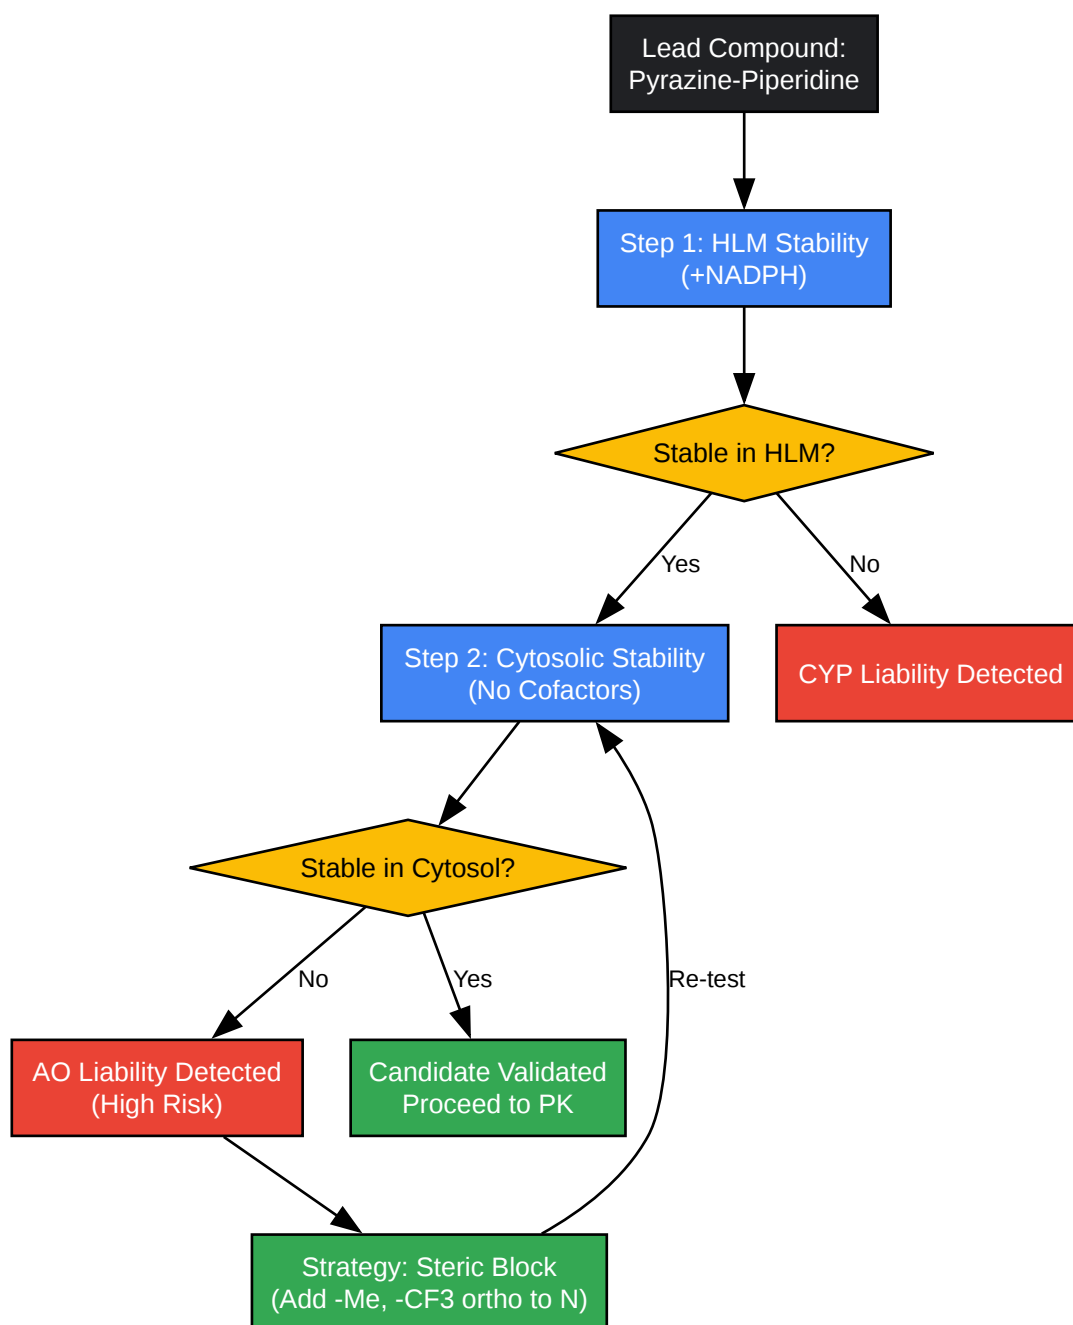 Lead Compound:
Pyrazine-Piperidine
Step 1: HLM Stability
(+NADPH)
Stable in HLM?
Yes
No
Step 2: Cytosolic Stability
(No Cofactors)
CYP Liability Detected
Stable in Cytosol?
No
Yes
Re-test
AO Liability Detected
(High Risk)
Candidate Validated
Proceed to PK
Strategy: Steric Block
(Add -Me, -CF3 ortho to N)